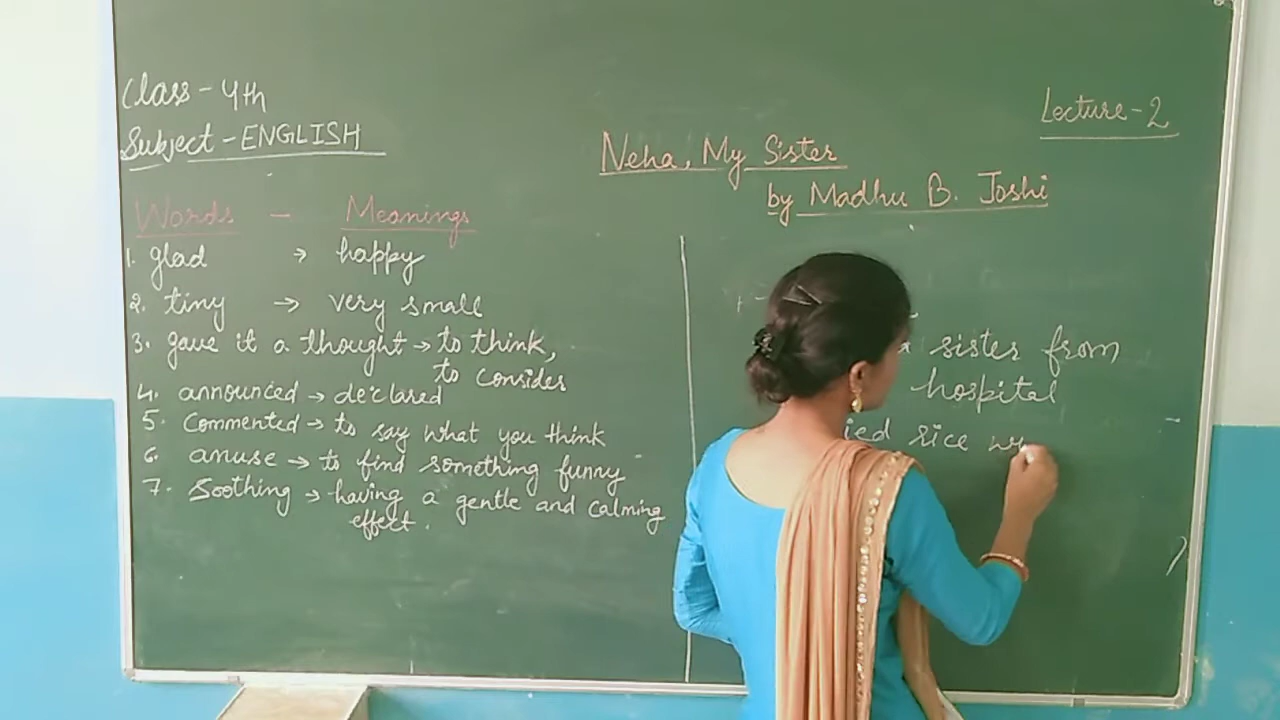 Class - 4th
Subject - ENGLISH
Lecture - 2
Neha, My Sister
by Madhu B. Joshi
Words - Meanings
1. glad → happy
2. tiny → very small
3. gave it a thought → to think,
to consider
4. announced → declared
5. Commented → to say what you think
6. amuse → to find something funny
7. Soothing → having a gentle and calming
effect.
sister from
hospital
rice